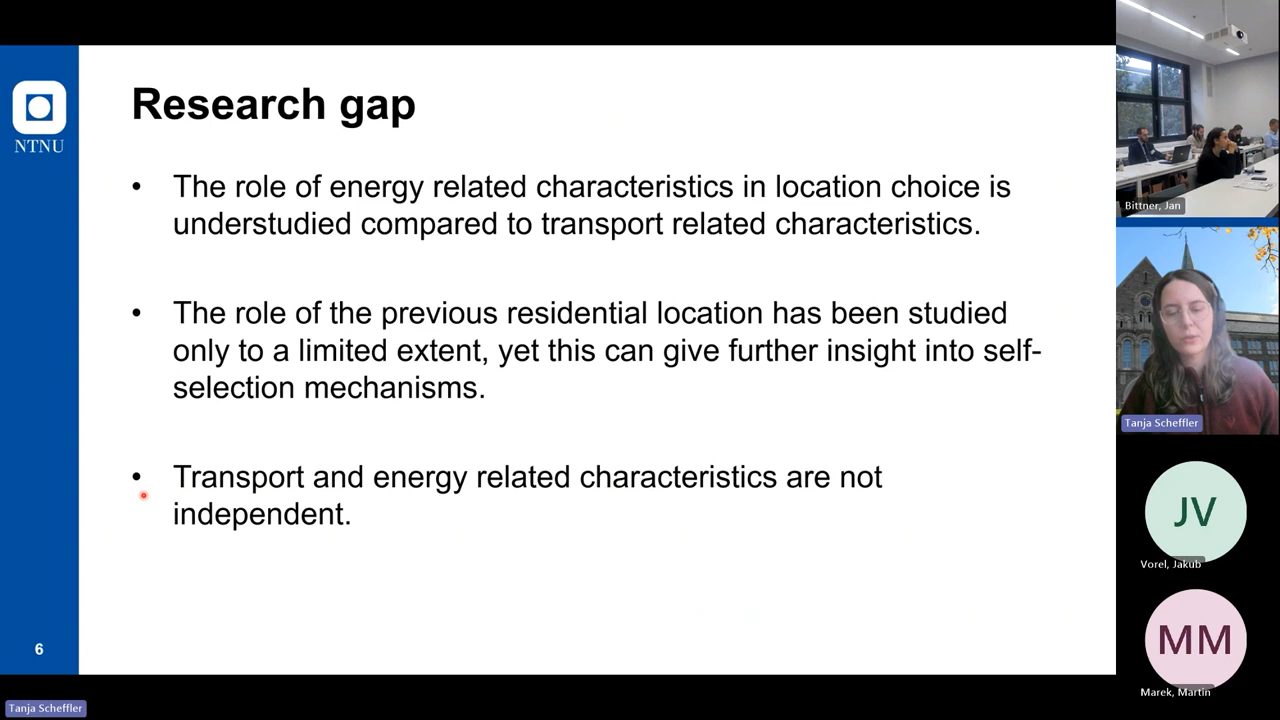 Research gap
NTNU
• The role of energy related characteristics in location choice is
understudied compared to transport related characteristics.
• The role of the previous residential location has been studied
only to a limited extent, yet this can give further insight into self-
selection mechanisms.
• Transport and energy related characteristics are not
independent.
6
Tanja Scheffler
Bittner, Jan
Tanja Scheffler
JV
Vorel, Jakub
MM
Marek, Martin